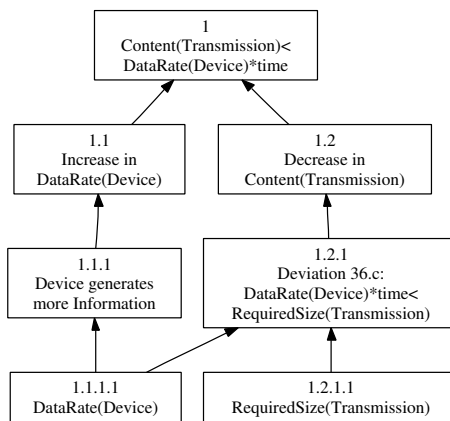 1
Content(Transmission)<
DataRate(Device)*time
1.1
Increase in
DataRate(Device)
1.2
Decrease in
Content(Transmission)
1.1.1
Device generates
more Information
1.2.1
Deviation 36.c:
DataRate(Device)*time<
RequiredSize(Transmission)
1.1.1.1
DataRate(Device)
1.2.1.1
RequiredSize(Transmission)